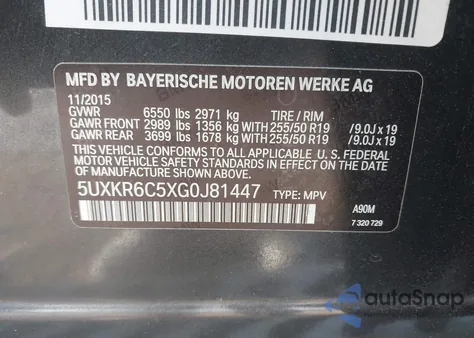 MFD BY BAYERISCHE MOTOREN WERKE AG
11/2015
GVWR 6550 lbs 2971 kg TIRE / RIM
GAWR FRONT 2989 lbs 1356 kg WITH 255/50 R19 /9.0J x 19
GAWR REAR 3699 lbs 1678 kg WITH 255/50 R19 /9.0J x 19
THIS VEHICLE CONFORMS TO ALL APPLICABLE U. S. FEDERAL
MOTOR VEHICLE SAFETY STANDARDS IN EFFECT ON THE DATE
OF MANUFACTURE SHOWN ABOVE.
5UXKR6C5XG0J81447 TYPE: MPV
A90M
7 320 729
autoSnap